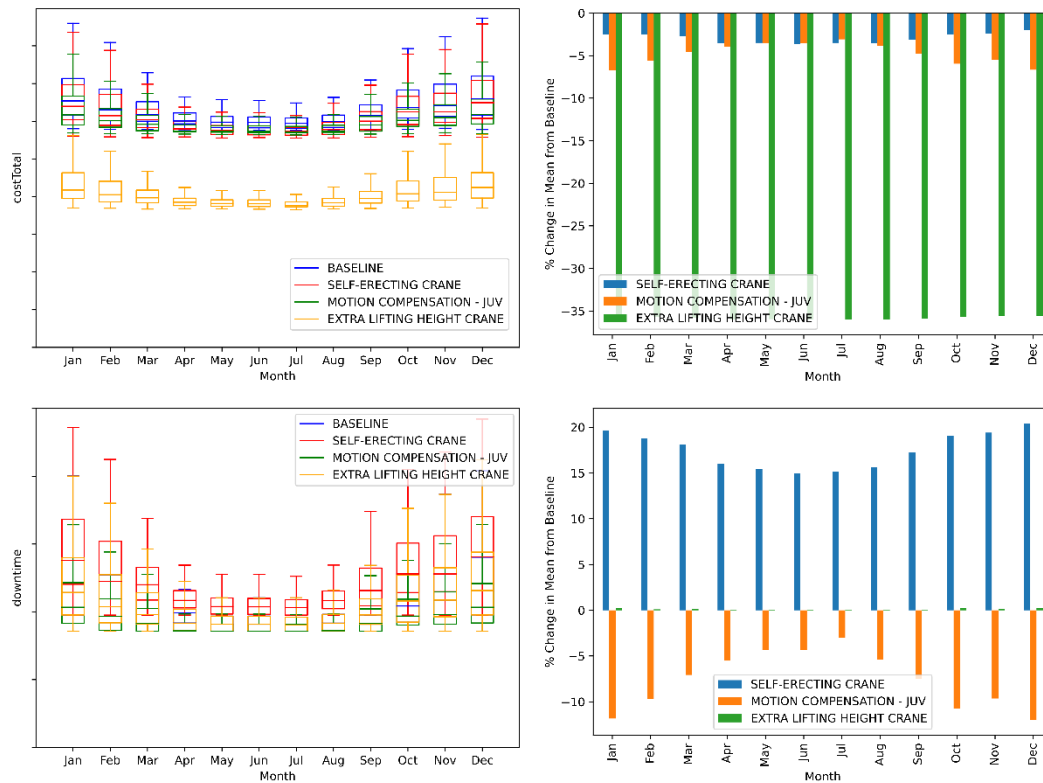 costTotal
BASELINE
SELF-ERECTING CRANE
MOTION COMPENSATION - JUV
EXTRA LIFTING HEIGHT CRANE
Jan Feb Mar Apr May Jun Jul Aug Sep Oct Nov Dec
Month
% Change in Mean from Baseline
0
−5
−10
−15
−20
−25
−30
−35
SELF-ERECTING CRANE
MOTION COMPENSATION - JUV
EXTRA LIFTING HEIGHT CRANE
Jan Feb Mar Apr May Jun Jul Aug Sep Oct Nov Dec
Month
downtime
BASELINE
SELF-ERECTING CRANE
MOTION COMPENSATION - JUV
EXTRA LIFTING HEIGHT CRANE
Jan Feb Mar Apr May Jun Jul Aug Sep Oct Nov Dec
Month
% Change in Mean from Baseline
20
15
10
5
0
−5
−10
SELF-ERECTING CRANE
MOTION COMPENSATION - JUV
EXTRA LIFTING HEIGHT CRANE
Jan Feb Mar Apr May Jun Jul Aug Sep Oct Nov Dec
Month